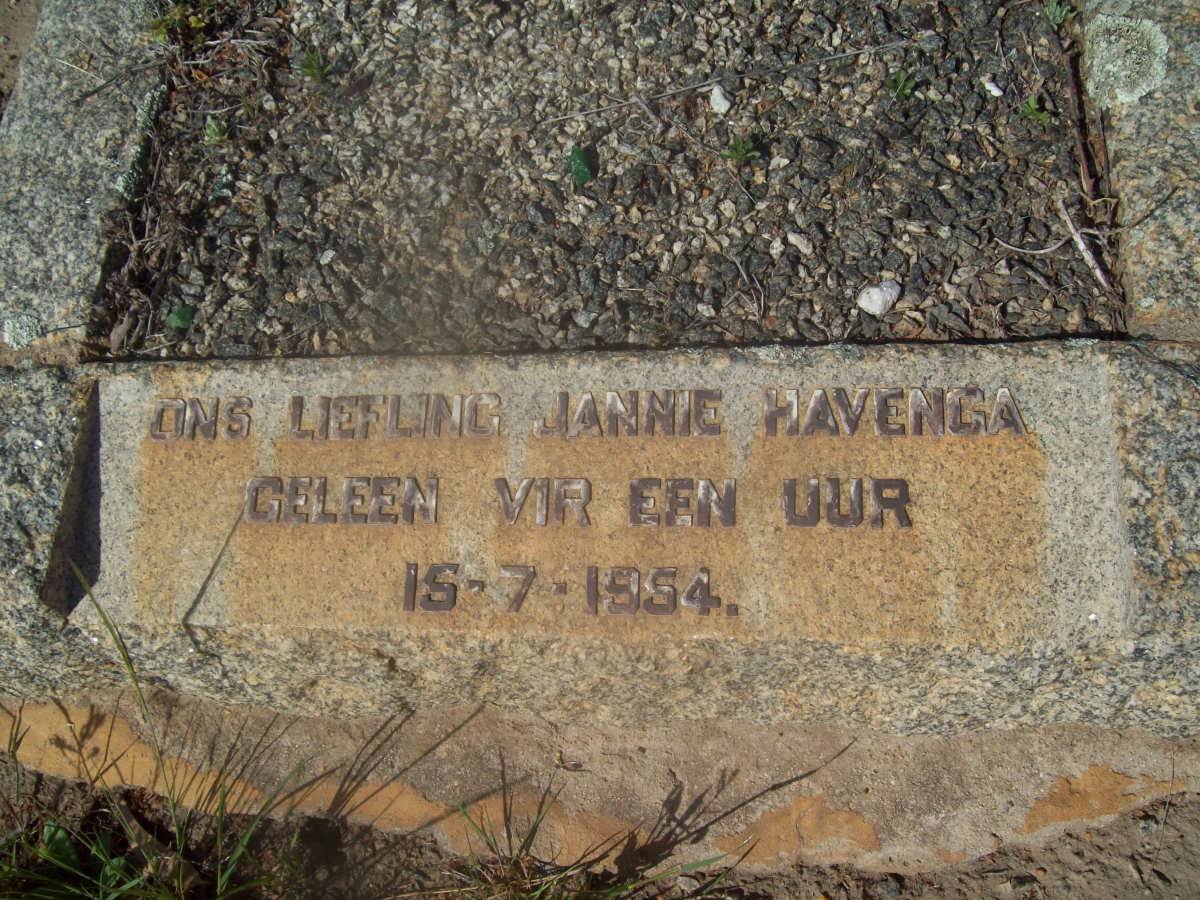 ONS LIEFLING JANNIE HAVENGA
GELEEN VIR EEN UUR
15-7-1954.